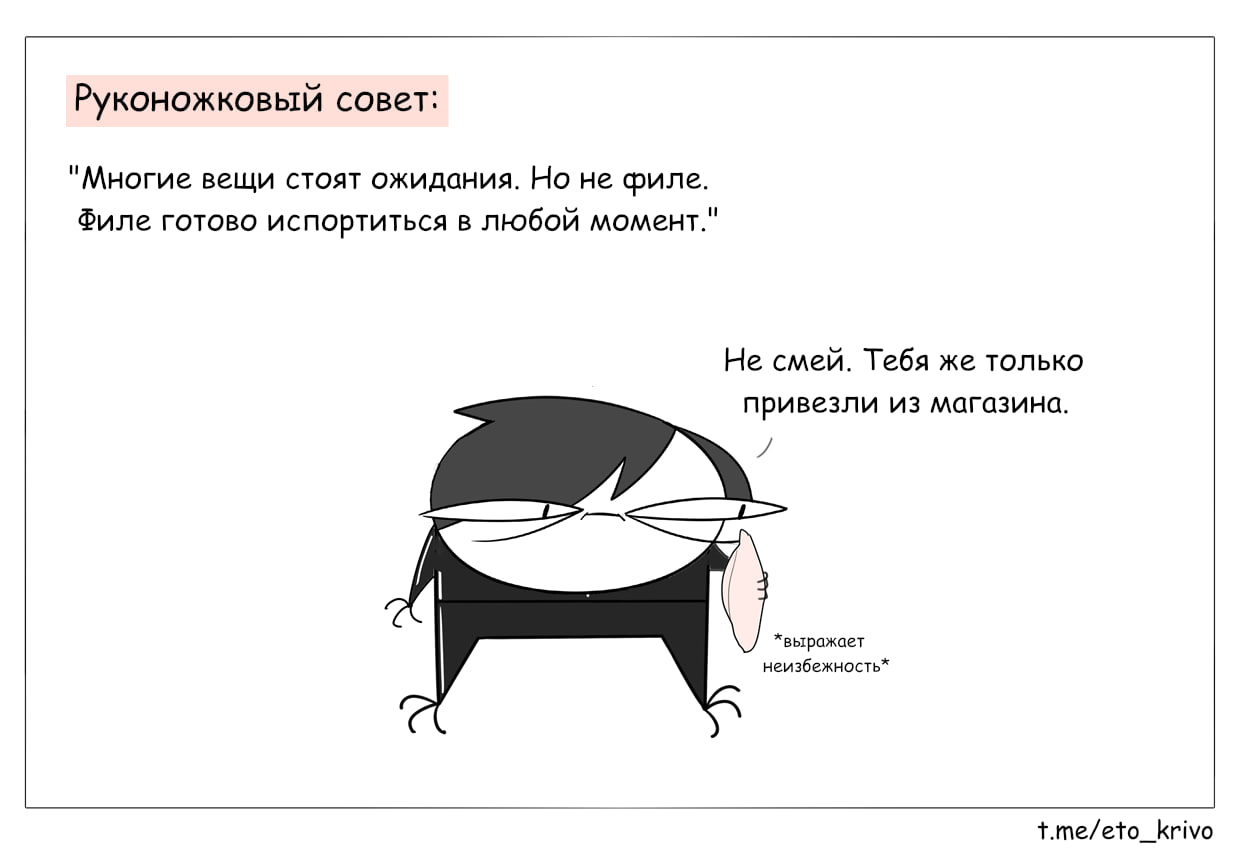 Руконожковый совет:
"Многие вещи стоят ожидания. Но не филе.
Филе готово испортиться в любой момент."
Не смей. Тебя же только
привезли из магазина.
*выражает
неизбежность*
t.me/eto_krivo